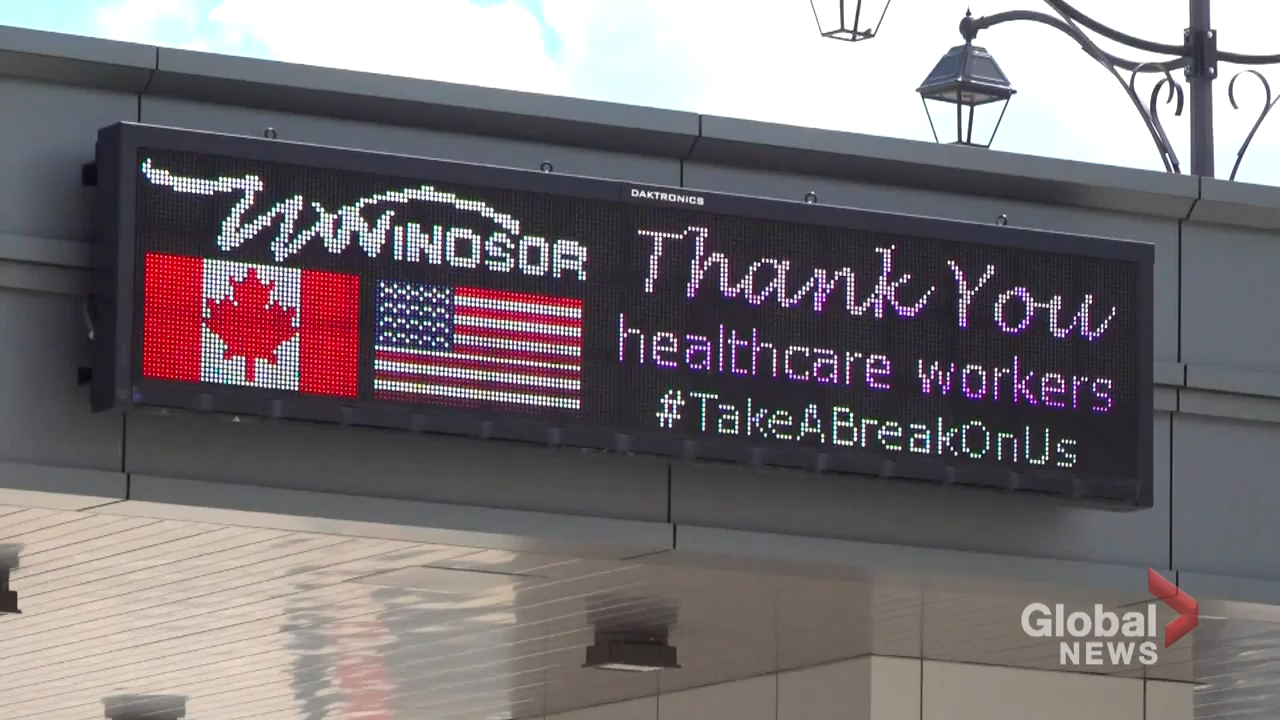 DAKTRONICS
WINDSOR
Thank You
healthcare workers
#TakeABreakOnUs
Global
NEWS